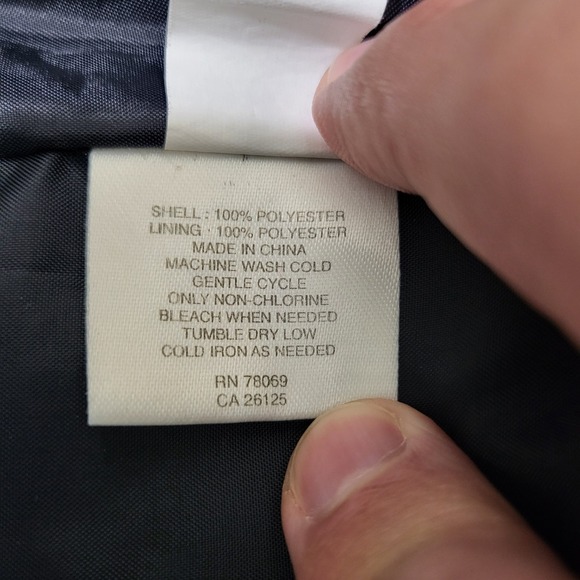 SHELL : 100% POLYESTER
LINING · 100% POLYESTER
MADE IN CHINA
MACHINE WASH COLD
GENTLE CYCLE
ONLY NON-CHLORINE
BLEACH WHEN NEEDED
TUMBLE DRY LOW
COLD IRON AS NEEDED
RN 78069
CA 26125